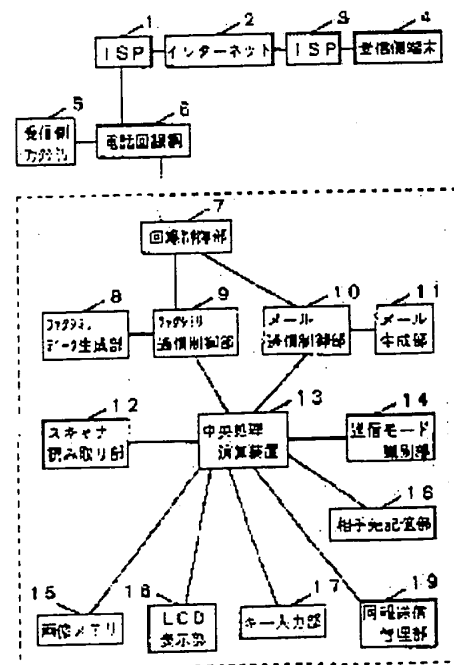 1
2
3
4
ISP
インターネット
ISP
受信側端末
5
6
受信側
ファクシミリ
電話回線網
7
回線制御部
8
9
10
11
ファクシミリ
データ生成部
ファクシミリ
通信制御部
メール
通信制御部
メール
作成部
12
13
14
スキャナ
読み取り部
中央処理
演算装置
送信モード
識別部
18
相手先記憶部
15
16
17
19
画像メモリ
LCD
表示部
キー入力部
同報送信
管理部